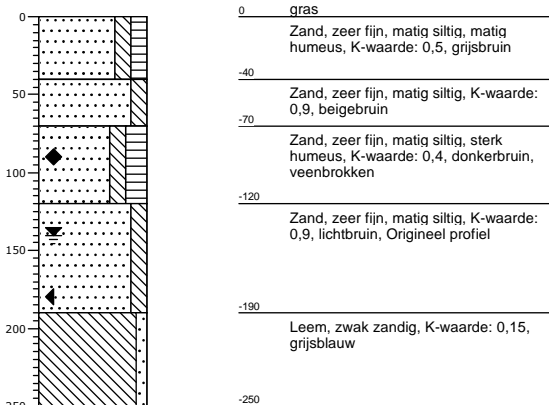 0
50
100
150
200
250
0 gras
Zand, zeer fijn, matig siltig, matig
humeus, K-waarde: 0,5, grijsbruin
-40
Zand, zeer fijn, matig siltig, K-waarde:
0,9, beigebruin
-70
Zand, zeer fijn, matig siltig, sterk
humeus, K-waarde: 0,4, donkerbruin,
veenbrokken
-120
Zand, zeer fijn, matig siltig, K-waarde:
0,9, lichtbruin, Origineel profiel
-190
Leem, zwak zandig, K-waarde: 0,15,
grijsblauw
-250